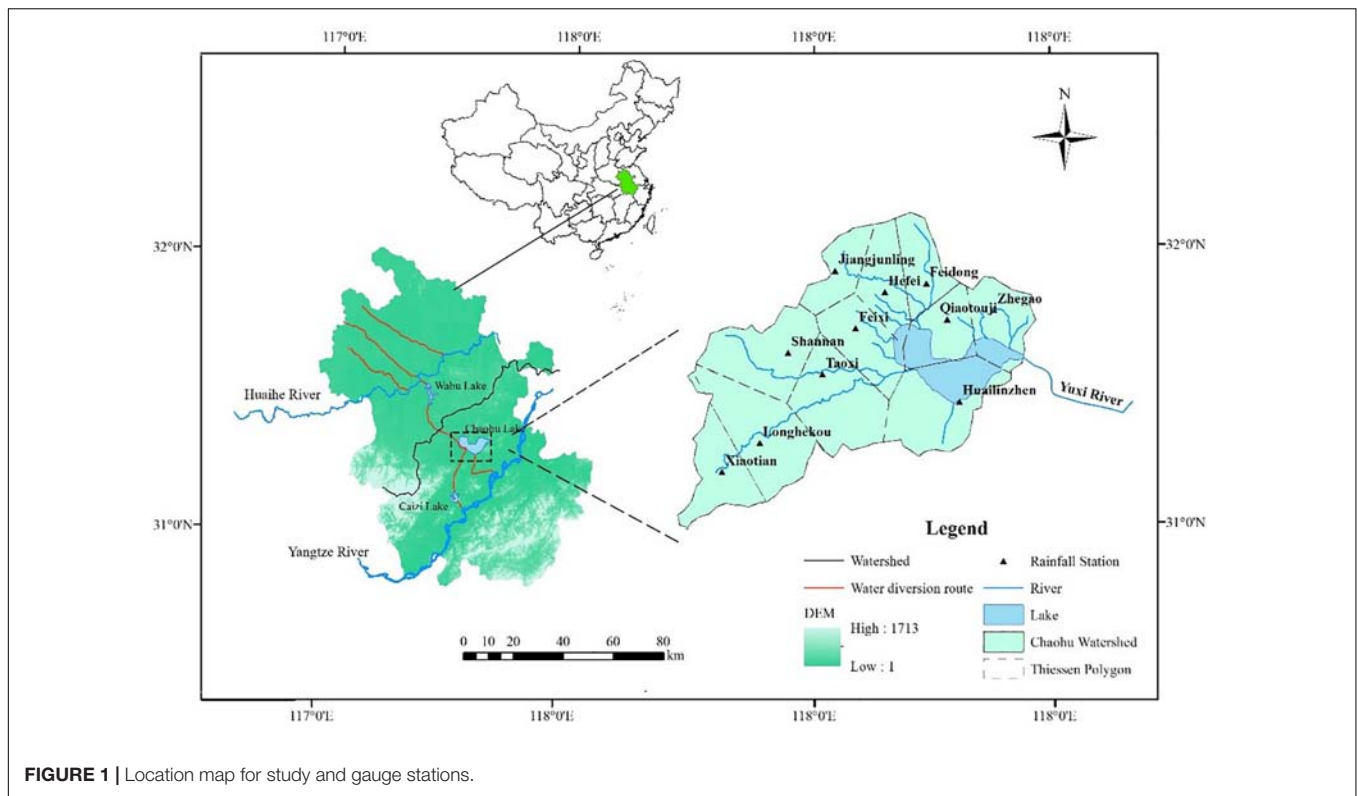 117°0'E 118°0'E 118°0'E 118°0'E
N
32°0'N 32°0'N
Jiangjunling
Feidong
Hefei
Zhegao
Qiaotouji
Feixi
Shannan
Taoxi
Wabu Lake
Huaihe River
Huailinzhen
Yuxi River
Chaohu Lake
Longhekou
Xiaotian
Caizi Lake
31°0'N 31°0'N
Yangtze River
Legend
Watershed
Water diversion route
DEM
High : 1713
Low : 1
Rainfall Station
River
Lake
Chaohu Watershed
Thiessen Polygon
0 10 20 40 60 80
km
117°0'E 118°0'E 118°0'E 118°0'E
FIGURE 1 | Location map for study and gauge stations.